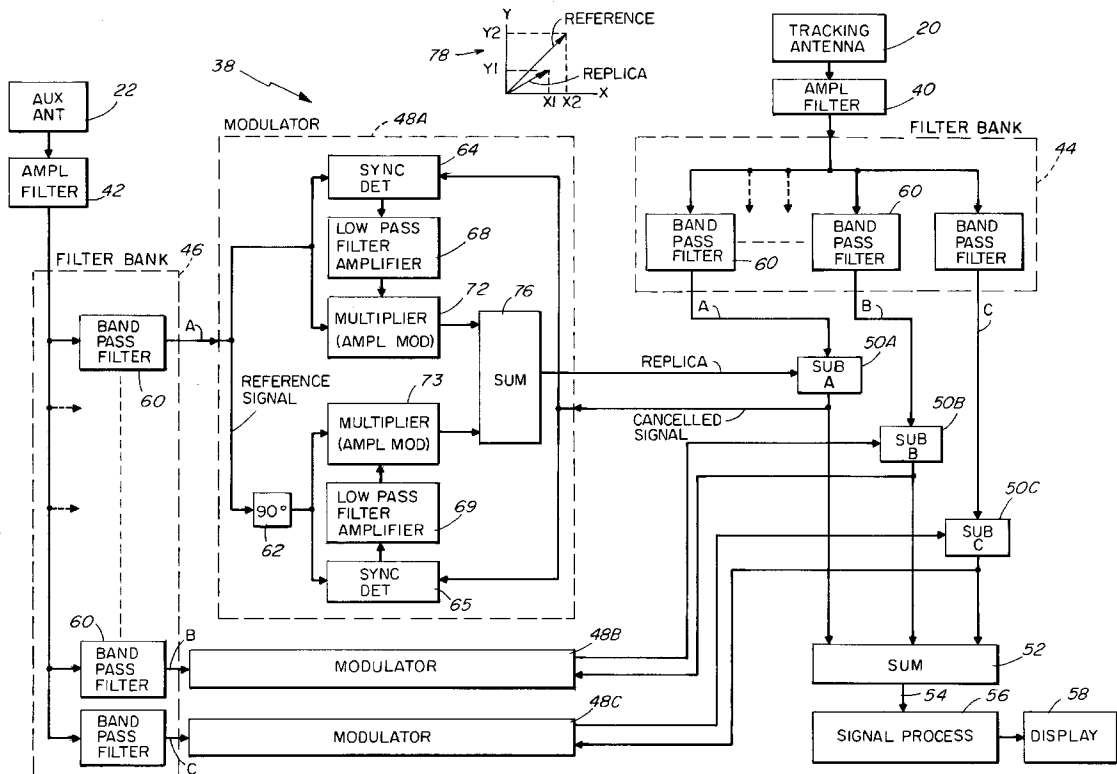 Y
Y2
REFERENCE
78
Y1
REPLICA
X1 X2
X
38
AUX
ANT
22
AMPL
FILTER
42
TRACKING
ANTENNA
20
AMPL
FILTER
40
MODULATOR
48A
SYNC
DET
64
LOW PASS
FILTER
AMPLIFIER
68
MULTIPLIER
(AMPL MOD)
72
76
SUM
MULTIPLIER
(AMPL MOD)
73
LOW PASS
FILTER
AMPLIFIER
69
SYNC
DET
65
90°
62
FILTER BANK
44
BAND
PASS
FILTER
60
BAND
PASS
FILTER
60
BAND
PASS
FILTER
A
B
C
FILTER BANK
46
BAND
PASS
FILTER
60
A
REFERENCE
SIGNAL
REPLICA
CANCELLED
SIGNAL
SUB
A
50A
SUB
B
50B
SUB
C
50C
60
BAND
PASS
FILTER
B
MODULATOR
48B
BAND
PASS
FILTER
C
MODULATOR
48C
SUM
52
54
SIGNAL PROCESS
56
DISPLAY
58